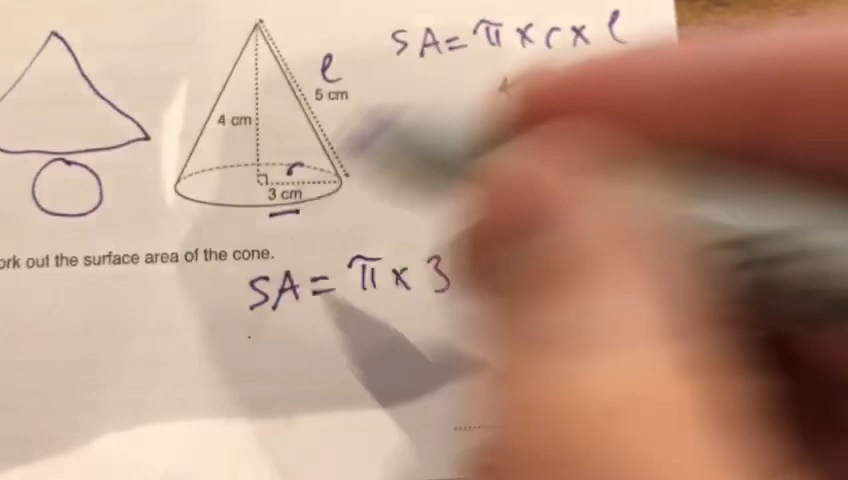 SA = π × r × l
l
5 cm
4 cm
r
3 cm
ork out the surface area of the cone.
SA = π × 3